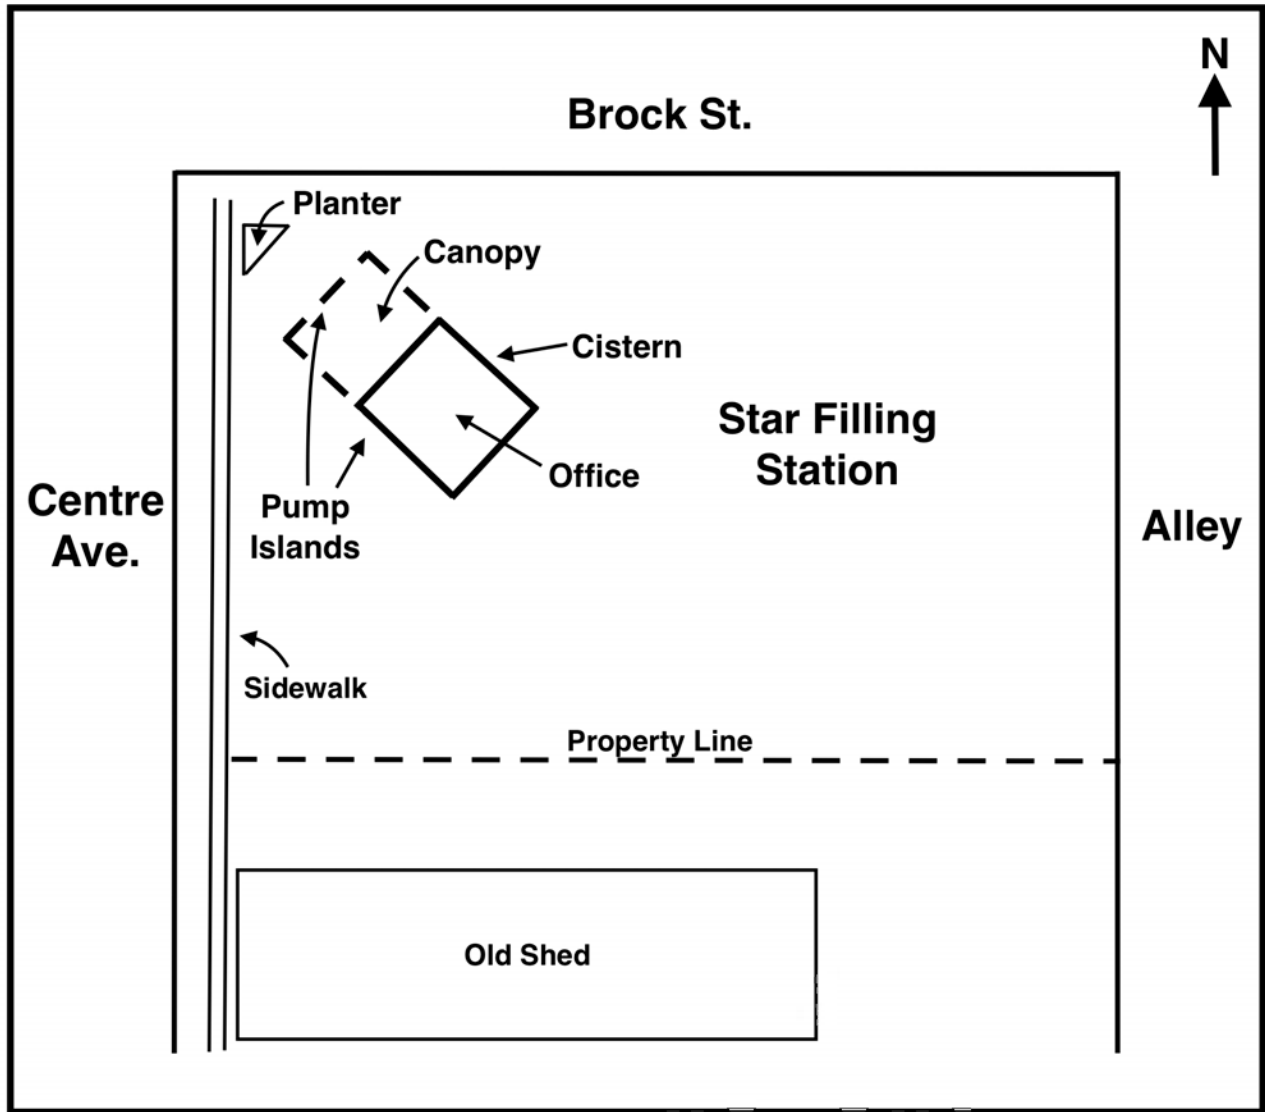 N
Brock St.
Planter
Canopy
Cistern
Star Filling
Station
Office
Centre
Ave.
Pump
Islands
Alley
Sidewalk
Property Line
Old Shed